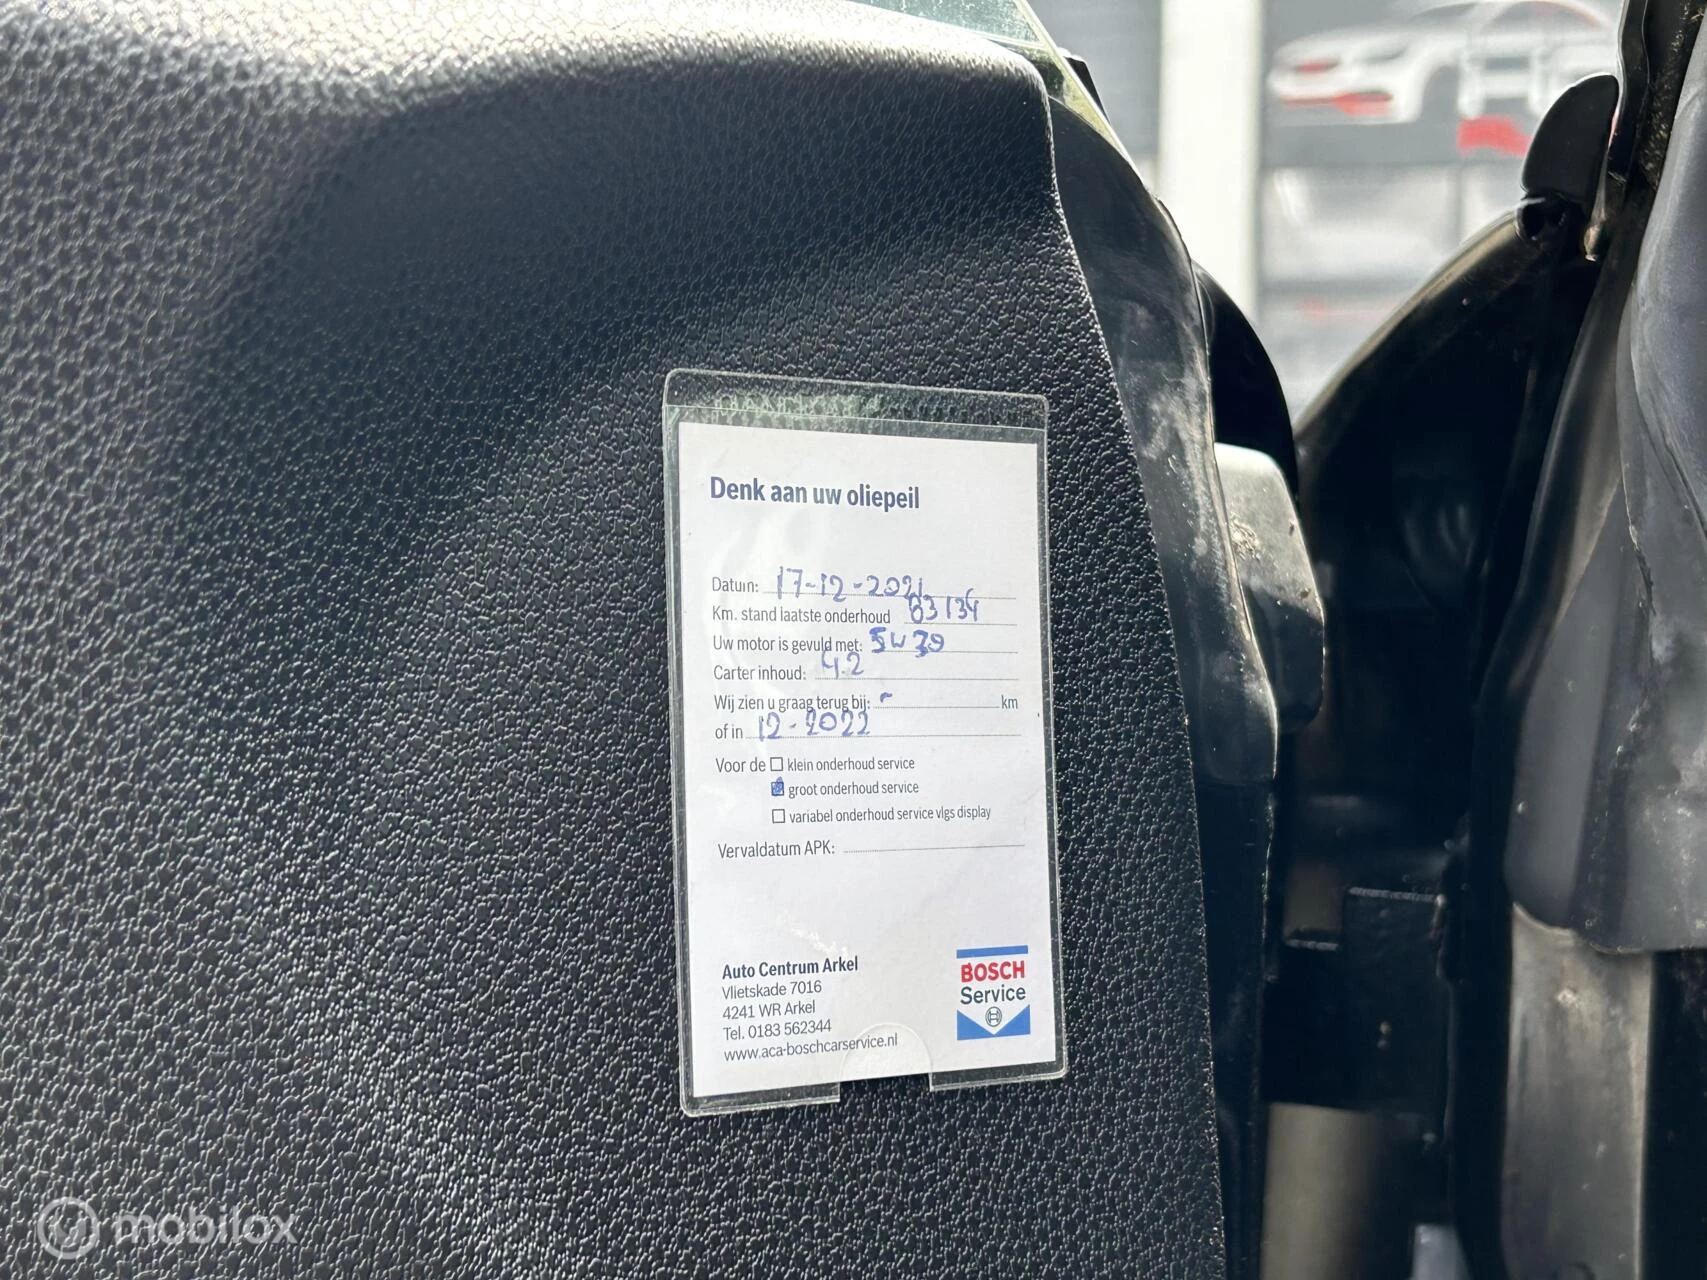 Denk aan uw oliepeil
Datum: 17-12-2021
Km. stand laatste onderhoud 83134
Uw motor is gevuld met: 5W30
Carter inhoud: 4.2
Wij zien u graag terug bij: - km
of in 12-2022
Voor de klein onderhoud service
groot onderhoud service
variabel onderhoud service vlgs display
Vervaldatum APK:
Auto Centrum Arkel
Vlietskade 7016
4241 WR Arkel
Tel. 0183 562344
www.aca-boschcarservice.nl
BOSCH
Service
mobilox